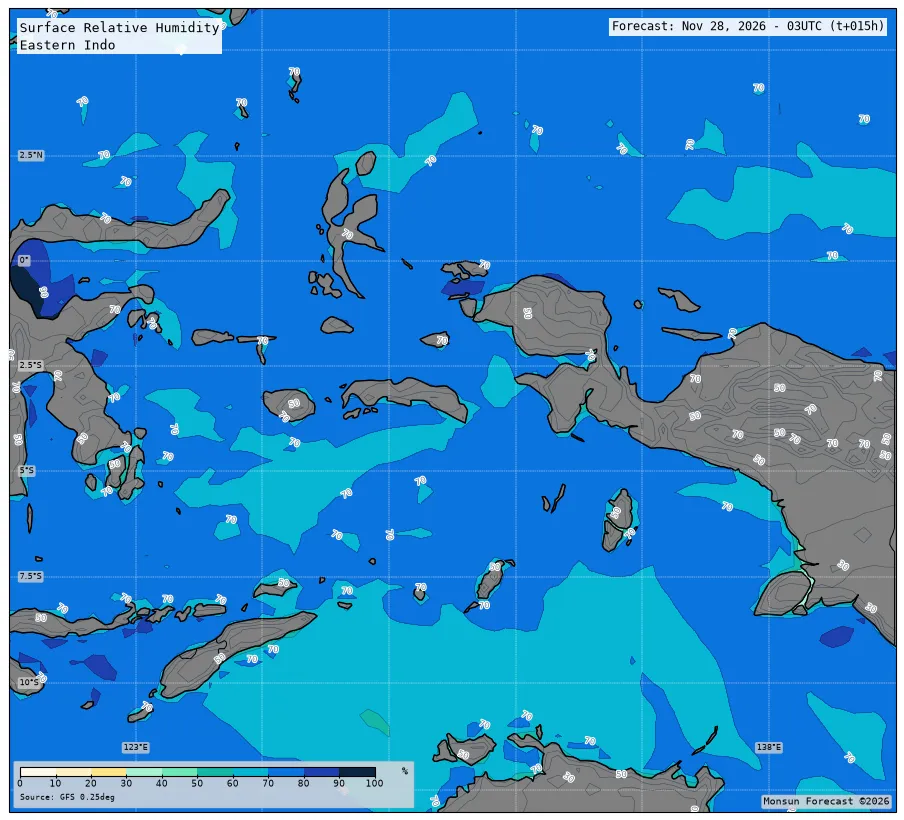 Surface Relative Humidity
Eastern Indo
Forecast: Nov 28, 2026 - 03UTC (t+015h)
2.5°N
0°
2.5°S
5°S
7.5°S
10°S
123°E
138°E
0 10 20 30 40 50 60 70 80 90 100 %
Source: GFS 0.25deg
Monsun Forecast ©2026